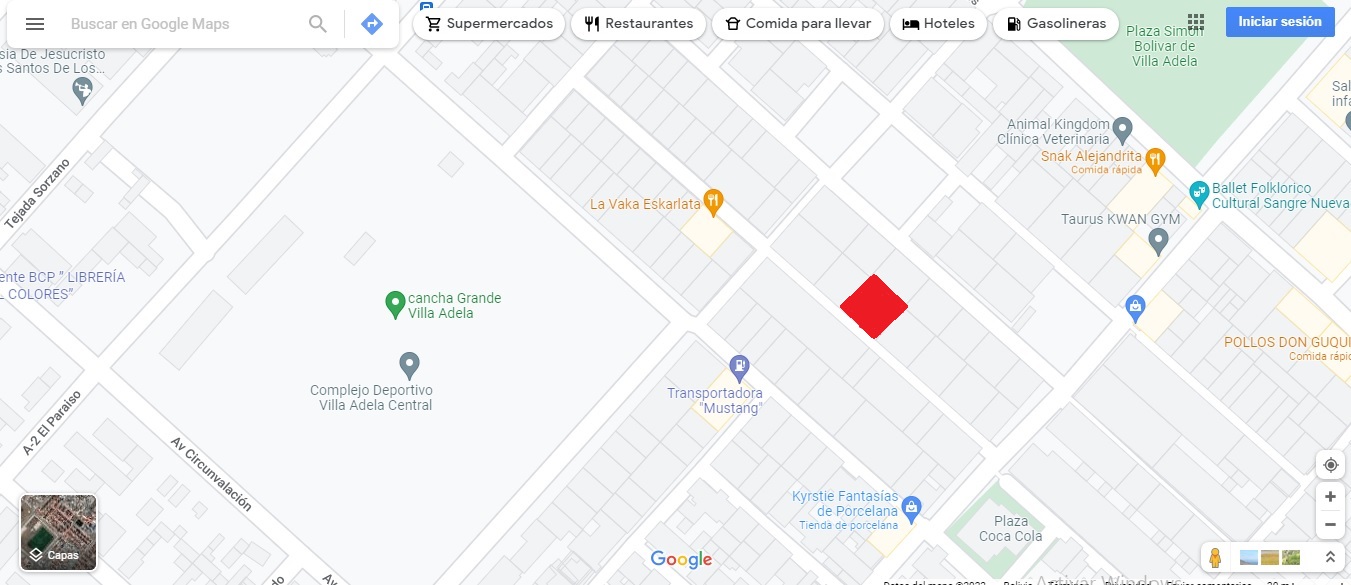 Buscar en Google Maps
Supermercados
Restaurantes
Comida para llevar
Hoteles
Gasolineras
Iniciar sesión
Plaza Simón
Bolivar de
Villa Adela
sia De Jesucristo
s Santos De Los...
Sal
infa
Animal Kingdom
Clínica Veterinaria
Snak Alejandrita
Comida rápida
Tejada Sorzano
La Vaka Eskarlata
Ballet Folklorico
Cultural Sangre Nueva
Taurus KWAN GYM
ente BCP " LIBRERÍA
L COLORES"
cancha Grande
Villa Adela
POLLOS DON GUQUI
Comida rápid
Complejo Deportivo
Villa Adela Central
Transportadora
"Mustang"
A-2 El Paraiso
Av Circunvalación
Kyrstie Fantasías
de Porcelana
Tienda de porcelana
Plaza
Coca Cola
Capas
Google
Av